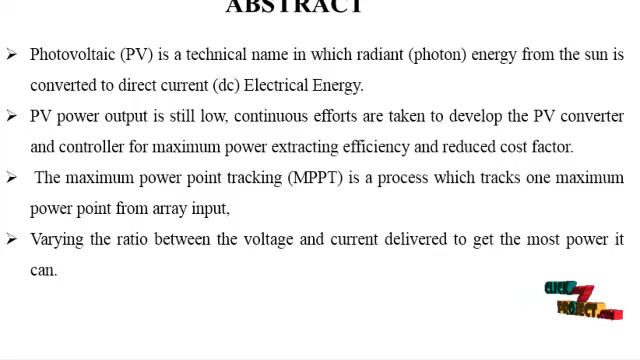 ABSTRACT
➢ Photovoltaic (PV) is a technical name in which radiant (photon) energy from the sun is
converted to direct current (dc) Electrical Energy.
➢ PV power output is still low, continuous efforts are taken to develop the PV converter
and controller for maximum power extracting efficiency and reduced cost factor.
➢ The maximum power point tracking (MPPT) is a process which tracks one maximum
power point from array input,
➢ Varying the ratio between the voltage and current delivered to get the most power it
can.
CLICK
PROJECT.com